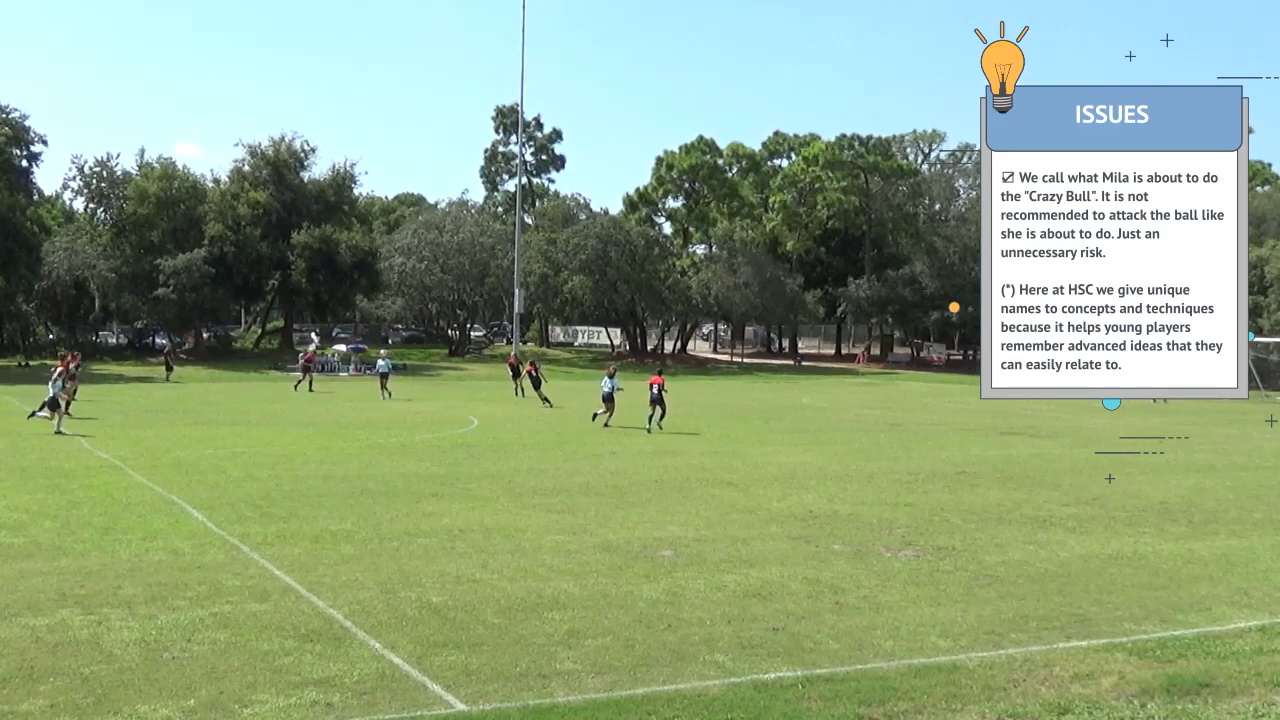 ISSUES
☑ We call what Mila is about to do
the "Crazy Bull". It is not
recommended to attack the ball like
she is about to do. Just an
unnecessary risk.
(*) Here at HSC we give unique
names to concepts and techniques
because it helps young players
remember advanced ideas that they
can easily relate to.